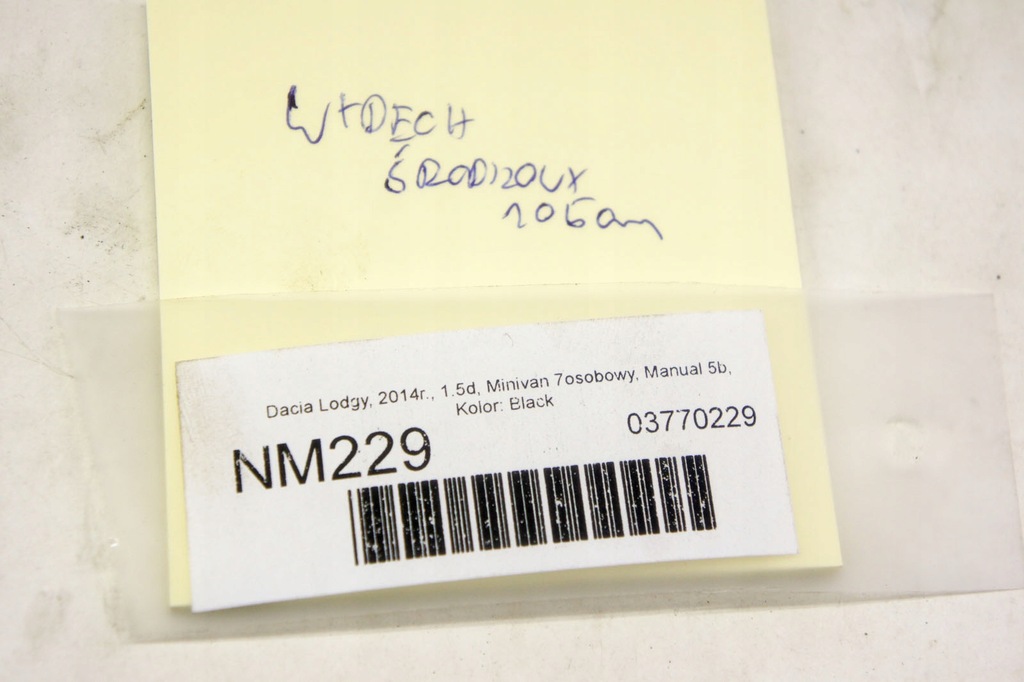 WYDECH
ŚRODKOWY
106cm
Dacia Lodgy, 2014r., 1.5d, Minivan 7osobowy, Manual 5b,
Kolor: Black
03770229
NM229